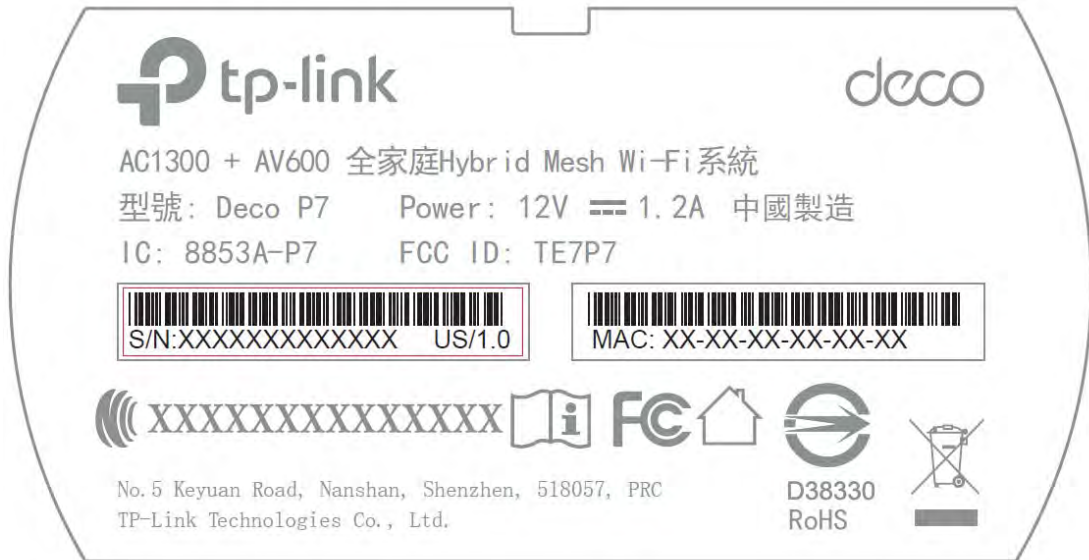 tp-link
deco
AC1300 + AV600 全家庭Hybrid Mesh Wi-Fi系統
型號: Deco P7 Power: 12V 1.2A 中國製造
IC: 8853A-P7 FCC ID: TE7P7
S/N:XXXXXXXXXXXXX US/1.0
MAC: XX-XX-XX-XX-XX-XX
XXXXXXXXXXXXXX
FC
No.5 Keyuan Road, Nanshan, Shenzhen, 518057, PRC
TP-Link Technologies Co., Ltd.
D38330
RoHS